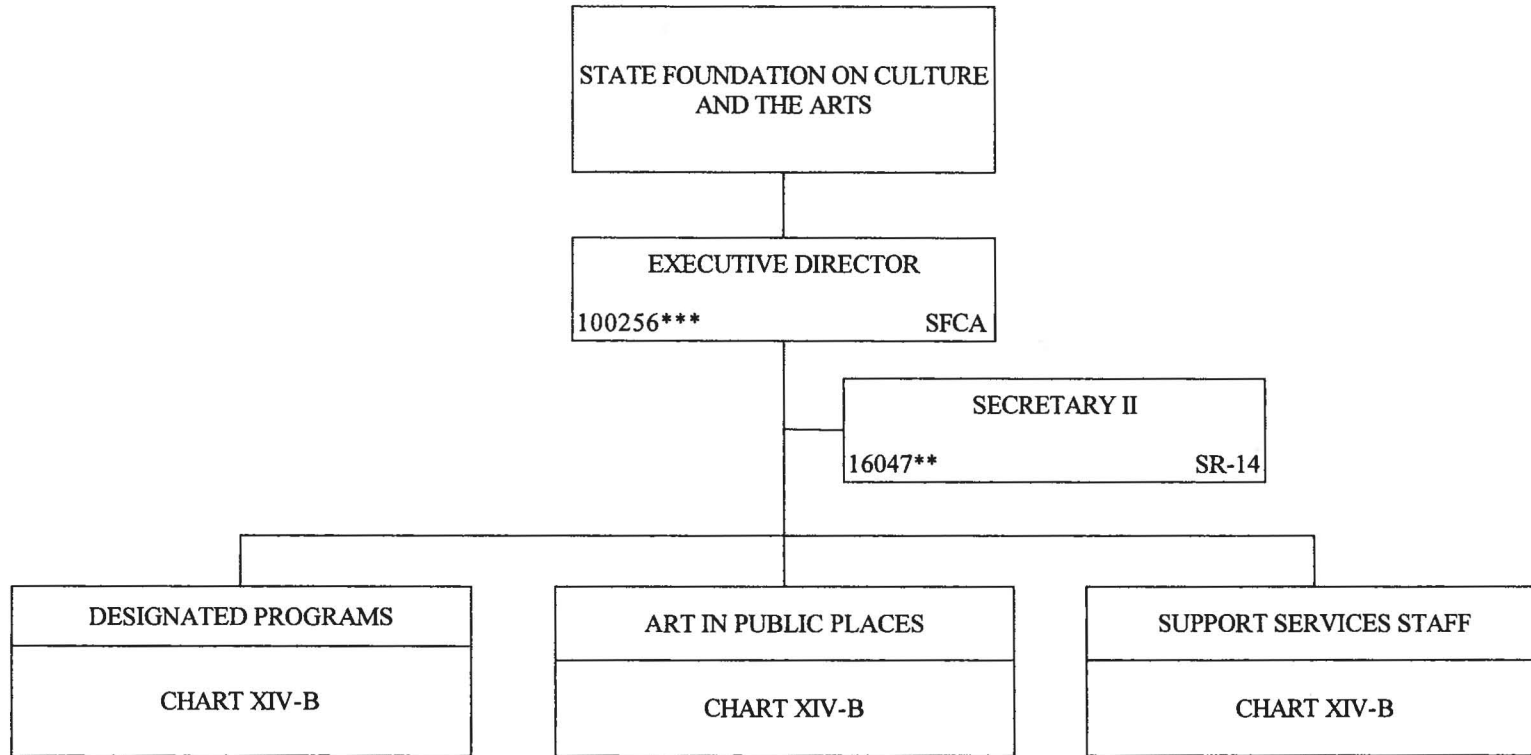 STATE FOUNDATION ON CULTURE
AND THE ARTS
EXECUTIVE DIRECTOR
100256*** SFCA
SECRETARY II
16047** SR-14
DESIGNATED PROGRAMS
CHART XIV-B
ART IN PUBLIC PLACES
CHART XIV-B
SUPPORT SERVICES STAFF
CHART XIV-B